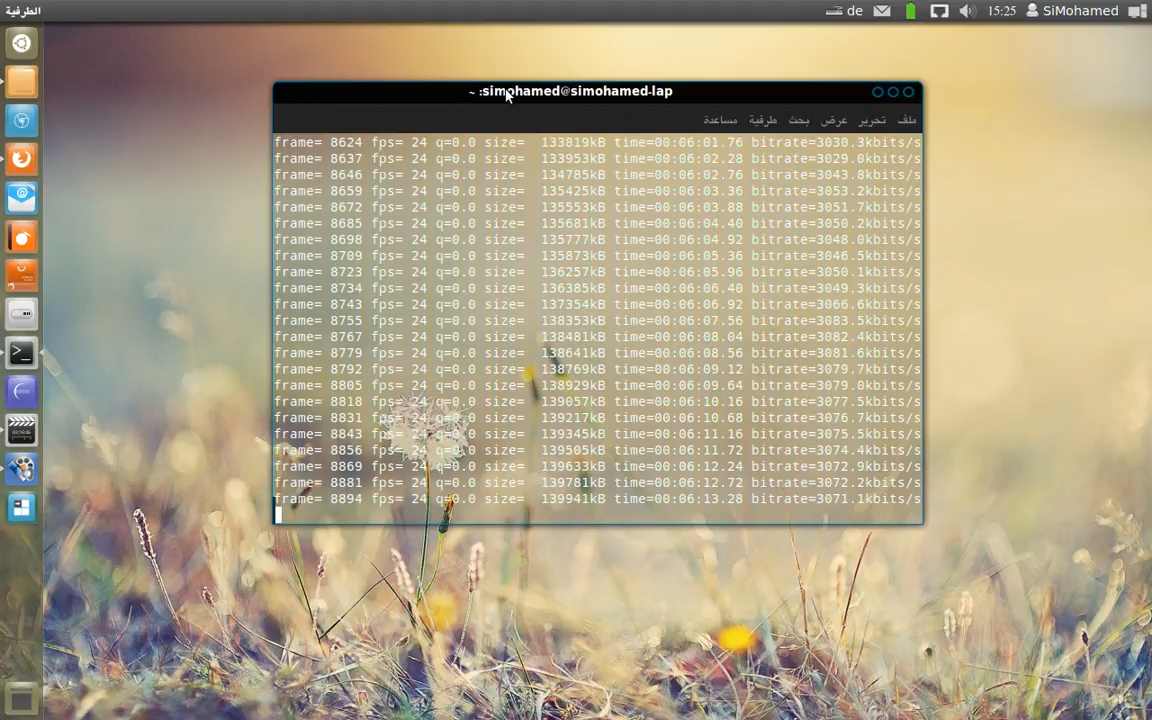 الطرفية
de
15:25
SiMohamed
~ :simohamed@simohamed-lap
ملف تحرير عرض بحث طرفية مساعدة
frame= 8624 fps= 24 q=0.0 size=  133819kB time=00:06:01.76 bitrate=3030.3kbits/s
frame= 8637 fps= 24 q=0.0 size=  133953kB time=00:06:02.28 bitrate=3029.0kbits/s
frame= 8646 fps= 24 q=0.0 size=  134785kB time=00:06:02.76 bitrate=3043.8kbits/s
frame= 8659 fps= 24 q=0.0 size=  135425kB time=00:06:03.36 bitrate=3053.2kbits/s
frame= 8672 fps= 24 q=0.0 size=  135553kB time=00:06:03.88 bitrate=3051.7kbits/s
frame= 8685 fps= 24 q=0.0 size=  135681kB time=00:06:04.40 bitrate=3050.2kbits/s
frame= 8698 fps= 24 q=0.0 size=  135777kB time=00:06:04.92 bitrate=3048.0kbits/s
frame= 8709 fps= 24 q=0.0 size=  135873kB time=00:06:05.36 bitrate=3046.5kbits/s
frame= 8723 fps= 24 q=0.0 size=  136257kB time=00:06:05.96 bitrate=3050.1kbits/s
frame= 8734 fps= 24 q=0.0 size=  136385kB time=00:06:06.40 bitrate=3049.3kbits/s
frame= 8743 fps= 24 q=0.0 size=  137354kB time=00:06:06.92 bitrate=3066.6kbits/s
frame= 8755 fps= 24 q=0.0 size=  138353kB time=00:06:07.56 bitrate=3083.5kbits/s
frame= 8767 fps= 24 q=0.0 size=  138481kB time=00:06:08.04 bitrate=3082.4kbits/s
frame= 8779 fps= 24 q=0.0 size=  138641kB time=00:06:08.56 bitrate=3081.6kbits/s
frame= 8792 fps= 24 q=0.0 size=  138769kB time=00:06:09.12 bitrate=3079.7kbits/s
frame= 8805 fps= 24 q=0.0 size=  138929kB time=00:06:09.64 bitrate=3079.0kbits/s
frame= 8818 fps= 24 q=0.0 size=  139057kB time=00:06:10.16 bitrate=3077.5kbits/s
frame= 8831 fps= 24 q=0.0 size=  139217kB time=00:06:10.68 bitrate=3076.7kbits/s
frame= 8843 fps= 24 q=0.0 size=  139345kB time=00:06:11.16 bitrate=3075.5kbits/s
frame= 8856 fps= 24 q=0.0 size=  139505kB time=00:06:11.72 bitrate=3074.4kbits/s
frame= 8869 fps= 24 q=0.0 size=  139633kB time=00:06:12.24 bitrate=3072.9kbits/s
frame= 8881 fps= 24 q=0.0 size=  139781kB time=00:06:12.72 bitrate=3072.2kbits/s
frame= 8894 fps= 24 q=0.0 size=  139941kB time=00:06:13.28 bitrate=3071.1kbits/s